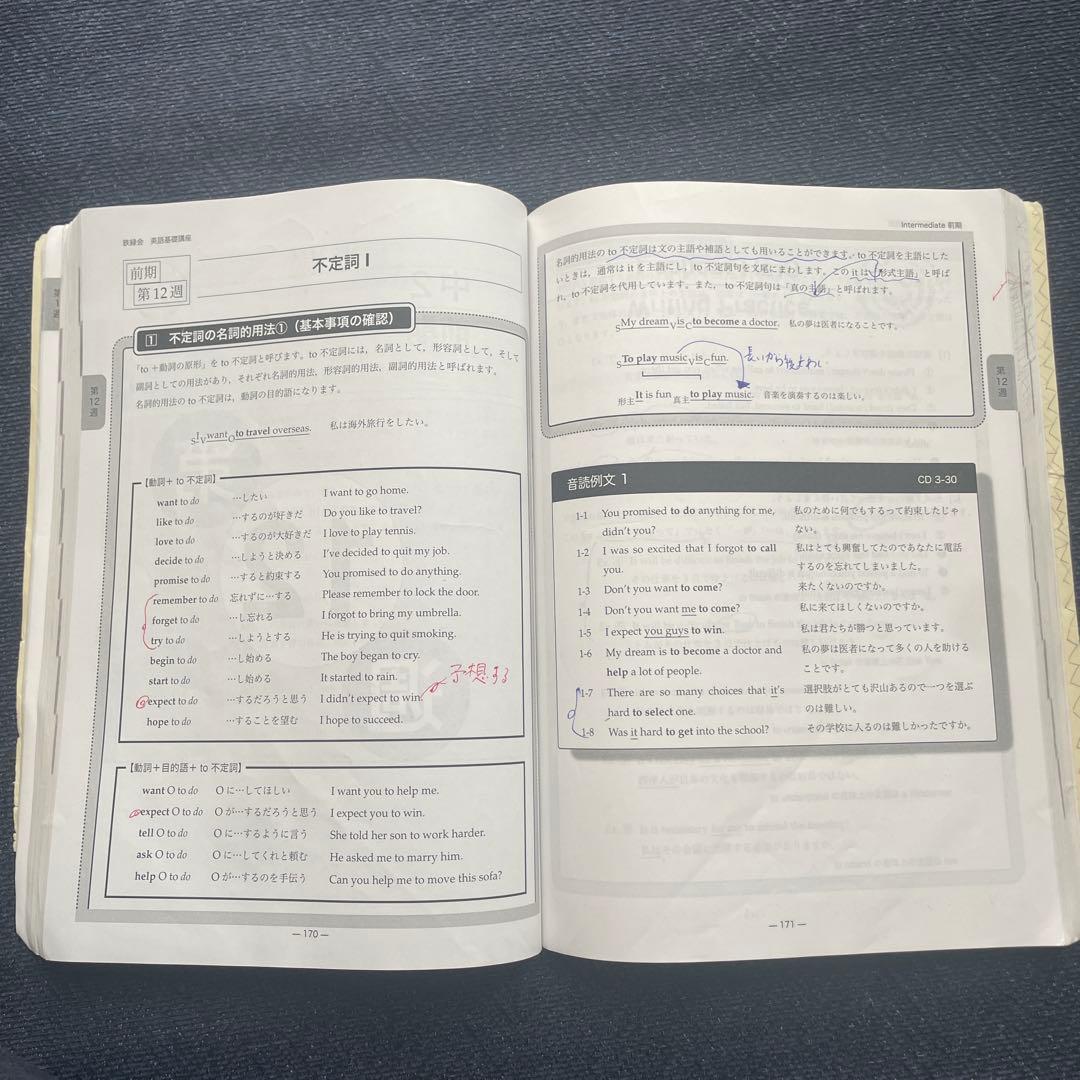 鉄緑会 英語基礎講座
前期
第12週
不定詞 I
1 不定詞の名詞的用法①（基本事項の確認）
「to＋動詞の原形」を to 不定詞と呼びます。to 不定詞には，名詞として，形容詞として，そして
副詞としての用法があり，それぞれ名詞的用法，形容詞的用法，副詞的用法と呼ばれます。
名詞的用法の to 不定詞は，動詞の目的語になります。
S I V want O to travel overseas. 私は海外旅行をしたい。
【動詞＋ to 不定詞】
want to do …したい I want to go home.
like to do …するのが好きだ Do you like to travel?
love to do …するのが大好きだ I love to play tennis.
decide to do …しようと決める I've decided to quit my job.
promise to do …すると約束する You promised to do anything.
remember to do 忘れずに…する Please remember to lock the door.
forget to do …し忘れる I forgot to bring my umbrella.
try to do …しようとする He is trying to quit smoking.
begin to do …し始める The boy began to cry.
start to do …し始める It started to rain.
expect to do …するだろうと思う I didn't expect to win. 予想する
hope to do …することを望む I hope to succeed.
【動詞＋目的語＋ to 不定詞】
want O to do O に…してほしい I want you to help me.
expect O to do O が…するだろうと思う I expect you to win.
tell O to do O に…するように言う She told her son to work harder.
ask O to do O に…してくれと頼む He asked me to marry him.
help O to do O が…するのを手伝う Can you help me to move this sofa?
第12週
― 170 ―
Intermediate 前期
名詞的用法の to 不定詞は文の主語や補語としても用いることができます。to 不定詞を主語にした
いときは，通常は it を主語にし，to 不定詞句を文尾にまわします。この it は「形式主語」と呼ば
れ，to 不定詞を代用しています。また，to 不定詞句は「真の主語」と呼ばれます。
S My dream V is C to become a doctor. 私の夢は医者になることです。
S To play music V is C fun. 長いから後まわし
形主 It is fun 真主 to play music. 音楽を演奏するのは楽しい。
第12週
音読例文 1 CD 3-30
1-1 You promised to do anything for me, 私のために何でもするって約束したじゃ
didn't you? ない。
1-2 I was so excited that I forgot to call 私はとても興奮してたのであなたに電話
you. するのを忘れてしまいました。
1-3 Don't you want to come? 来たくないのですか。
1-4 Don't you want me to come? 私に来てほしくないのですか。
1-5 I expect you guys to win. 私は君たちが勝つと思っています。
1-6 My dream is to become a doctor and 私の夢は医者になって多くの人を助ける
help a lot of people. ことです。
1-7 There are so many choices that it's 選択肢がとても沢山あるので一つを選ぶ
hard to select one. のは難しい。
1-8 Was it hard to get into the school? その学校に入るのは難しかったですか。
― 171 ―